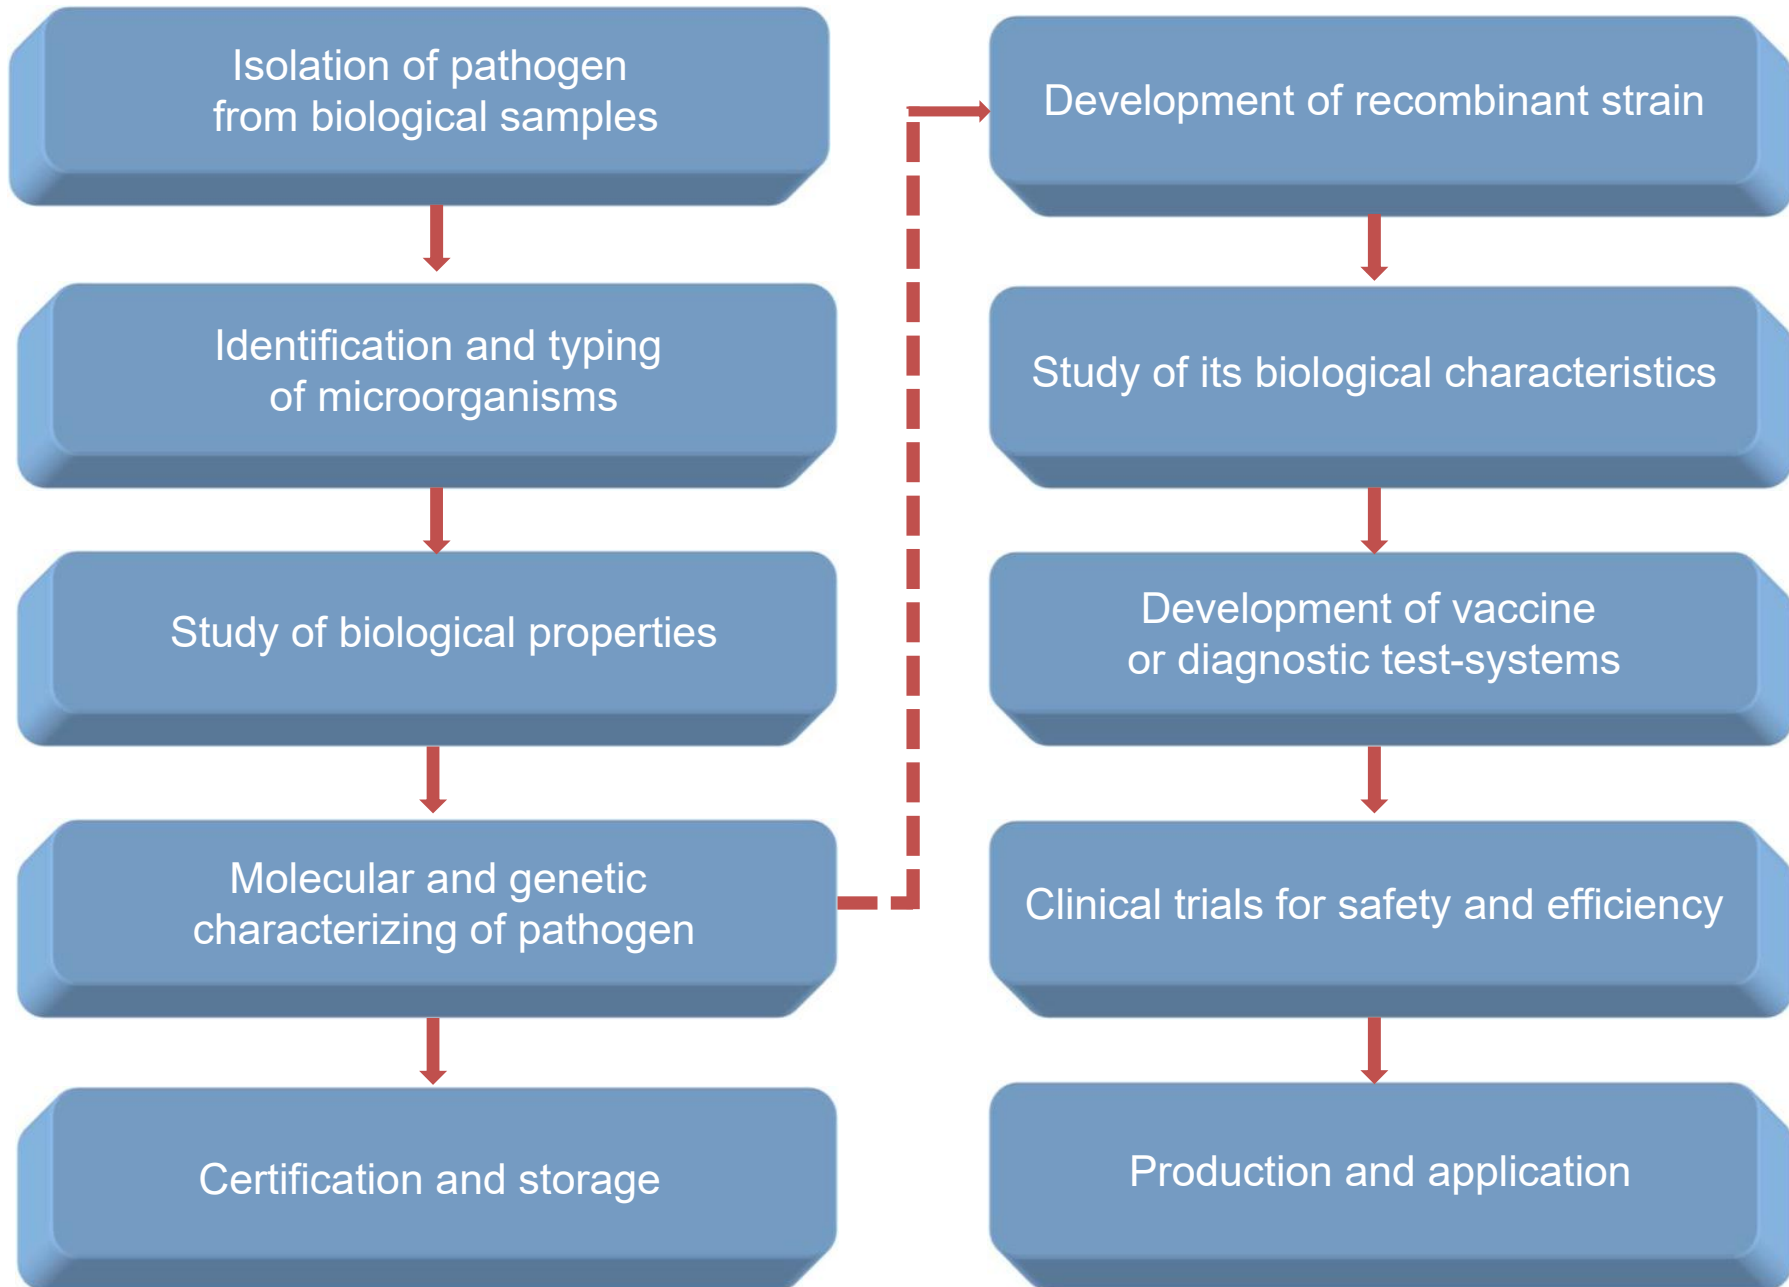 Isolation of pathogen
from biological samples
Identification and typing
of microorganisms
Study of biological properties
Molecular and genetic
characterizing of pathogen
Certification and storage
Development of recombinant strain
Study of its biological characteristics
Development of vaccine
or diagnostic test-systems
Clinical trials for safety and efficiency
Production and application